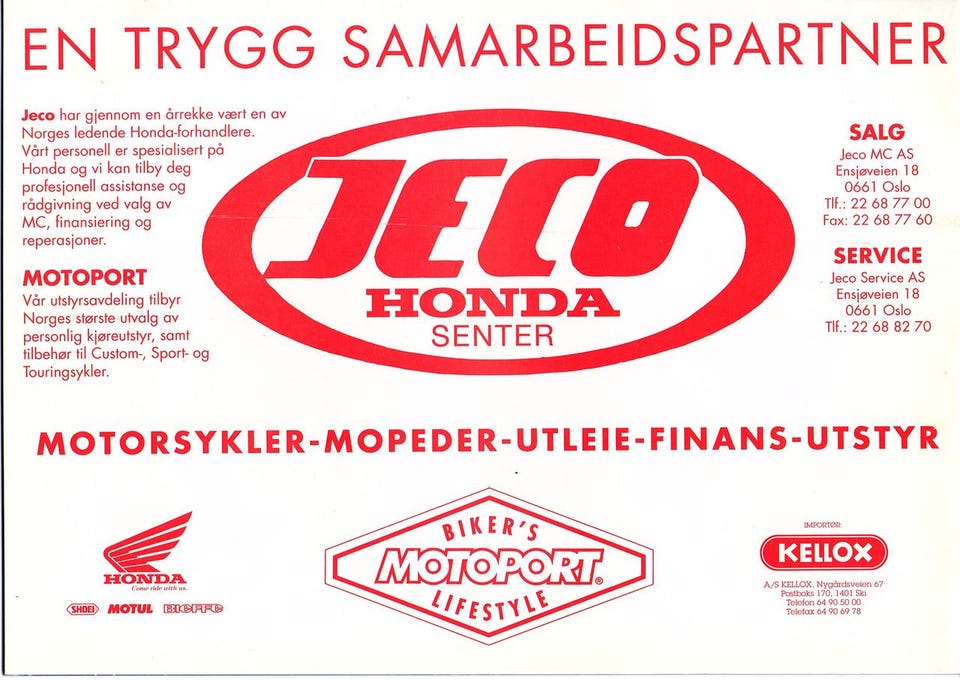 EN TRYGG SAMARBEIDSPARTNER
Jeco har gjennom en årrekke vært en av
Norges ledende Honda-forhandlere.
Vårt personell er spesialisert på
Honda og vi kan tilby deg
profesjonell assistanse og
rådgivning ved valg av
MC, finansiering og
reperasjoner.
MOTOPORT
Vår utstyrsavdeling tilbyr
Norges største utvalg av
personlig kjøreutstyr, samt
tilbehør til Custom-, Sport- og
Touringsykler.
JECO
HONDA
SENTER
SALG
Jeco MC AS
Ensjøveien 18
0661 Oslo
Tlf.: 22 68 77 00
Fax: 22 68 77 60
SERVICE
Jeco Service AS
Ensjøveien 18
0661 Oslo
Tlf.: 22 68 82 70
MOTORSYKLER-MOPEDER-UTLEIE-FINANS-UTSTYR
HONDA
Come ride with us.
SHOEI MOTUL BIEFFE
BIKER'S
MOTOPORT®
LIFESTYLE
IMPORTØR:
KELLOX
A/S KELLOX, Nygårdsveien 67
Postboks 170, 1401 Ski
Telefon 64 90 50 00
Telefax 64 90 69 78